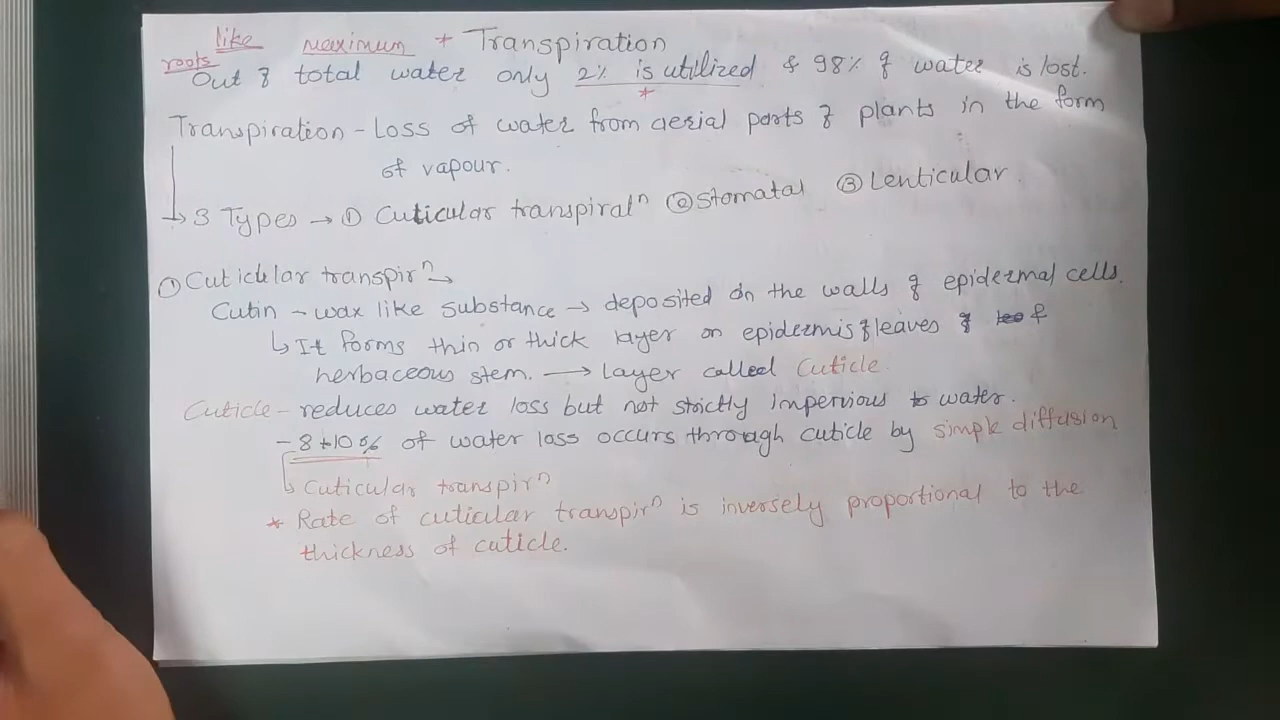 like maximum * Transpiration
roots
Out of total water only 2% is utilized & 98% of water is lost.
*
Transpiration - Loss of water from aerial parts of plants in the form
of vapour.
→ 3 Types → ① Cuticular transpiratⁿ ② Stomatal ③ Lenticular
① Cuticular transpirⁿ →
Cutin - wax like substance → deposited on the walls of epidermal cells.
↳ It forms thin or thick layer on epidermis of leaves of
herbaceous stem. → layer called Cuticle
Cuticle - reduces water loss but not strictly impervious to water.
- 8 to 10 % of water loss occurs through cuticle by simple diffusion
↳ Cuticular transpirⁿ
* Rate of cuticular transpirⁿ is inversely proportional to the
thickness of cuticle.